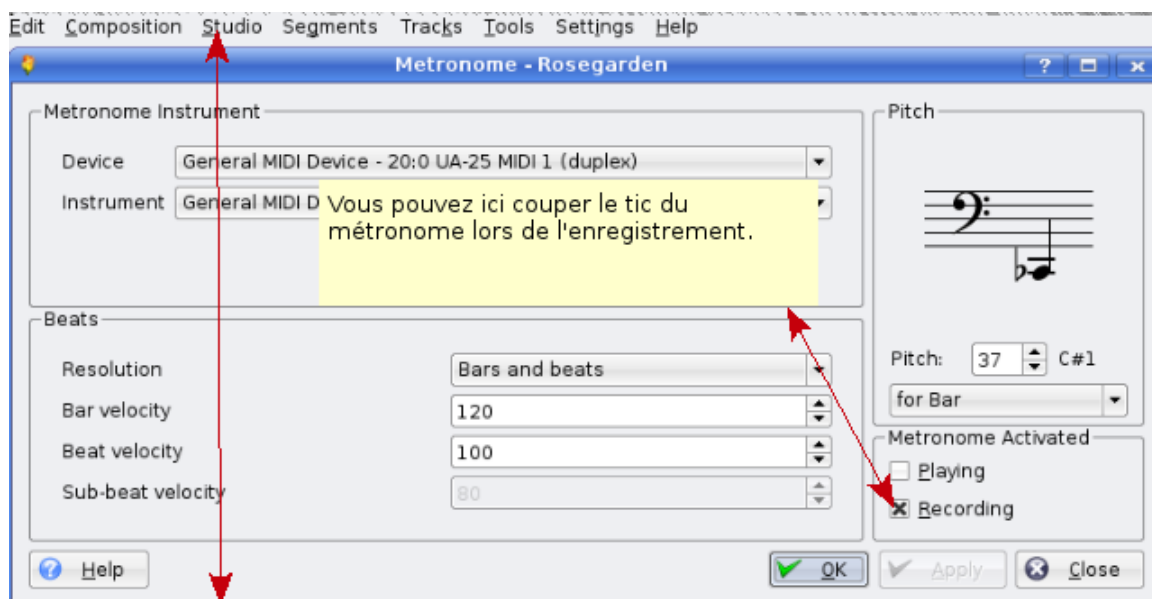 Edit Composition Studio Segments Tracks Tools Settings Help
Metronome - Rosegarden
Metronome Instrument
Device General MIDI Device - 20:0 UA-25 MIDI 1 (duplex)
Instrument General MIDI D
Vous pouvez ici couper le tic du
métronome lors de l'enregistrement.
Beats
Resolution Bars and beats
Bar velocity 120
Beat velocity 100
Sub-beat velocity 80
Pitch
Pitch: 37 C#1
for Bar
Metronome Activated
Playing
Recording
Help OK Apply Close